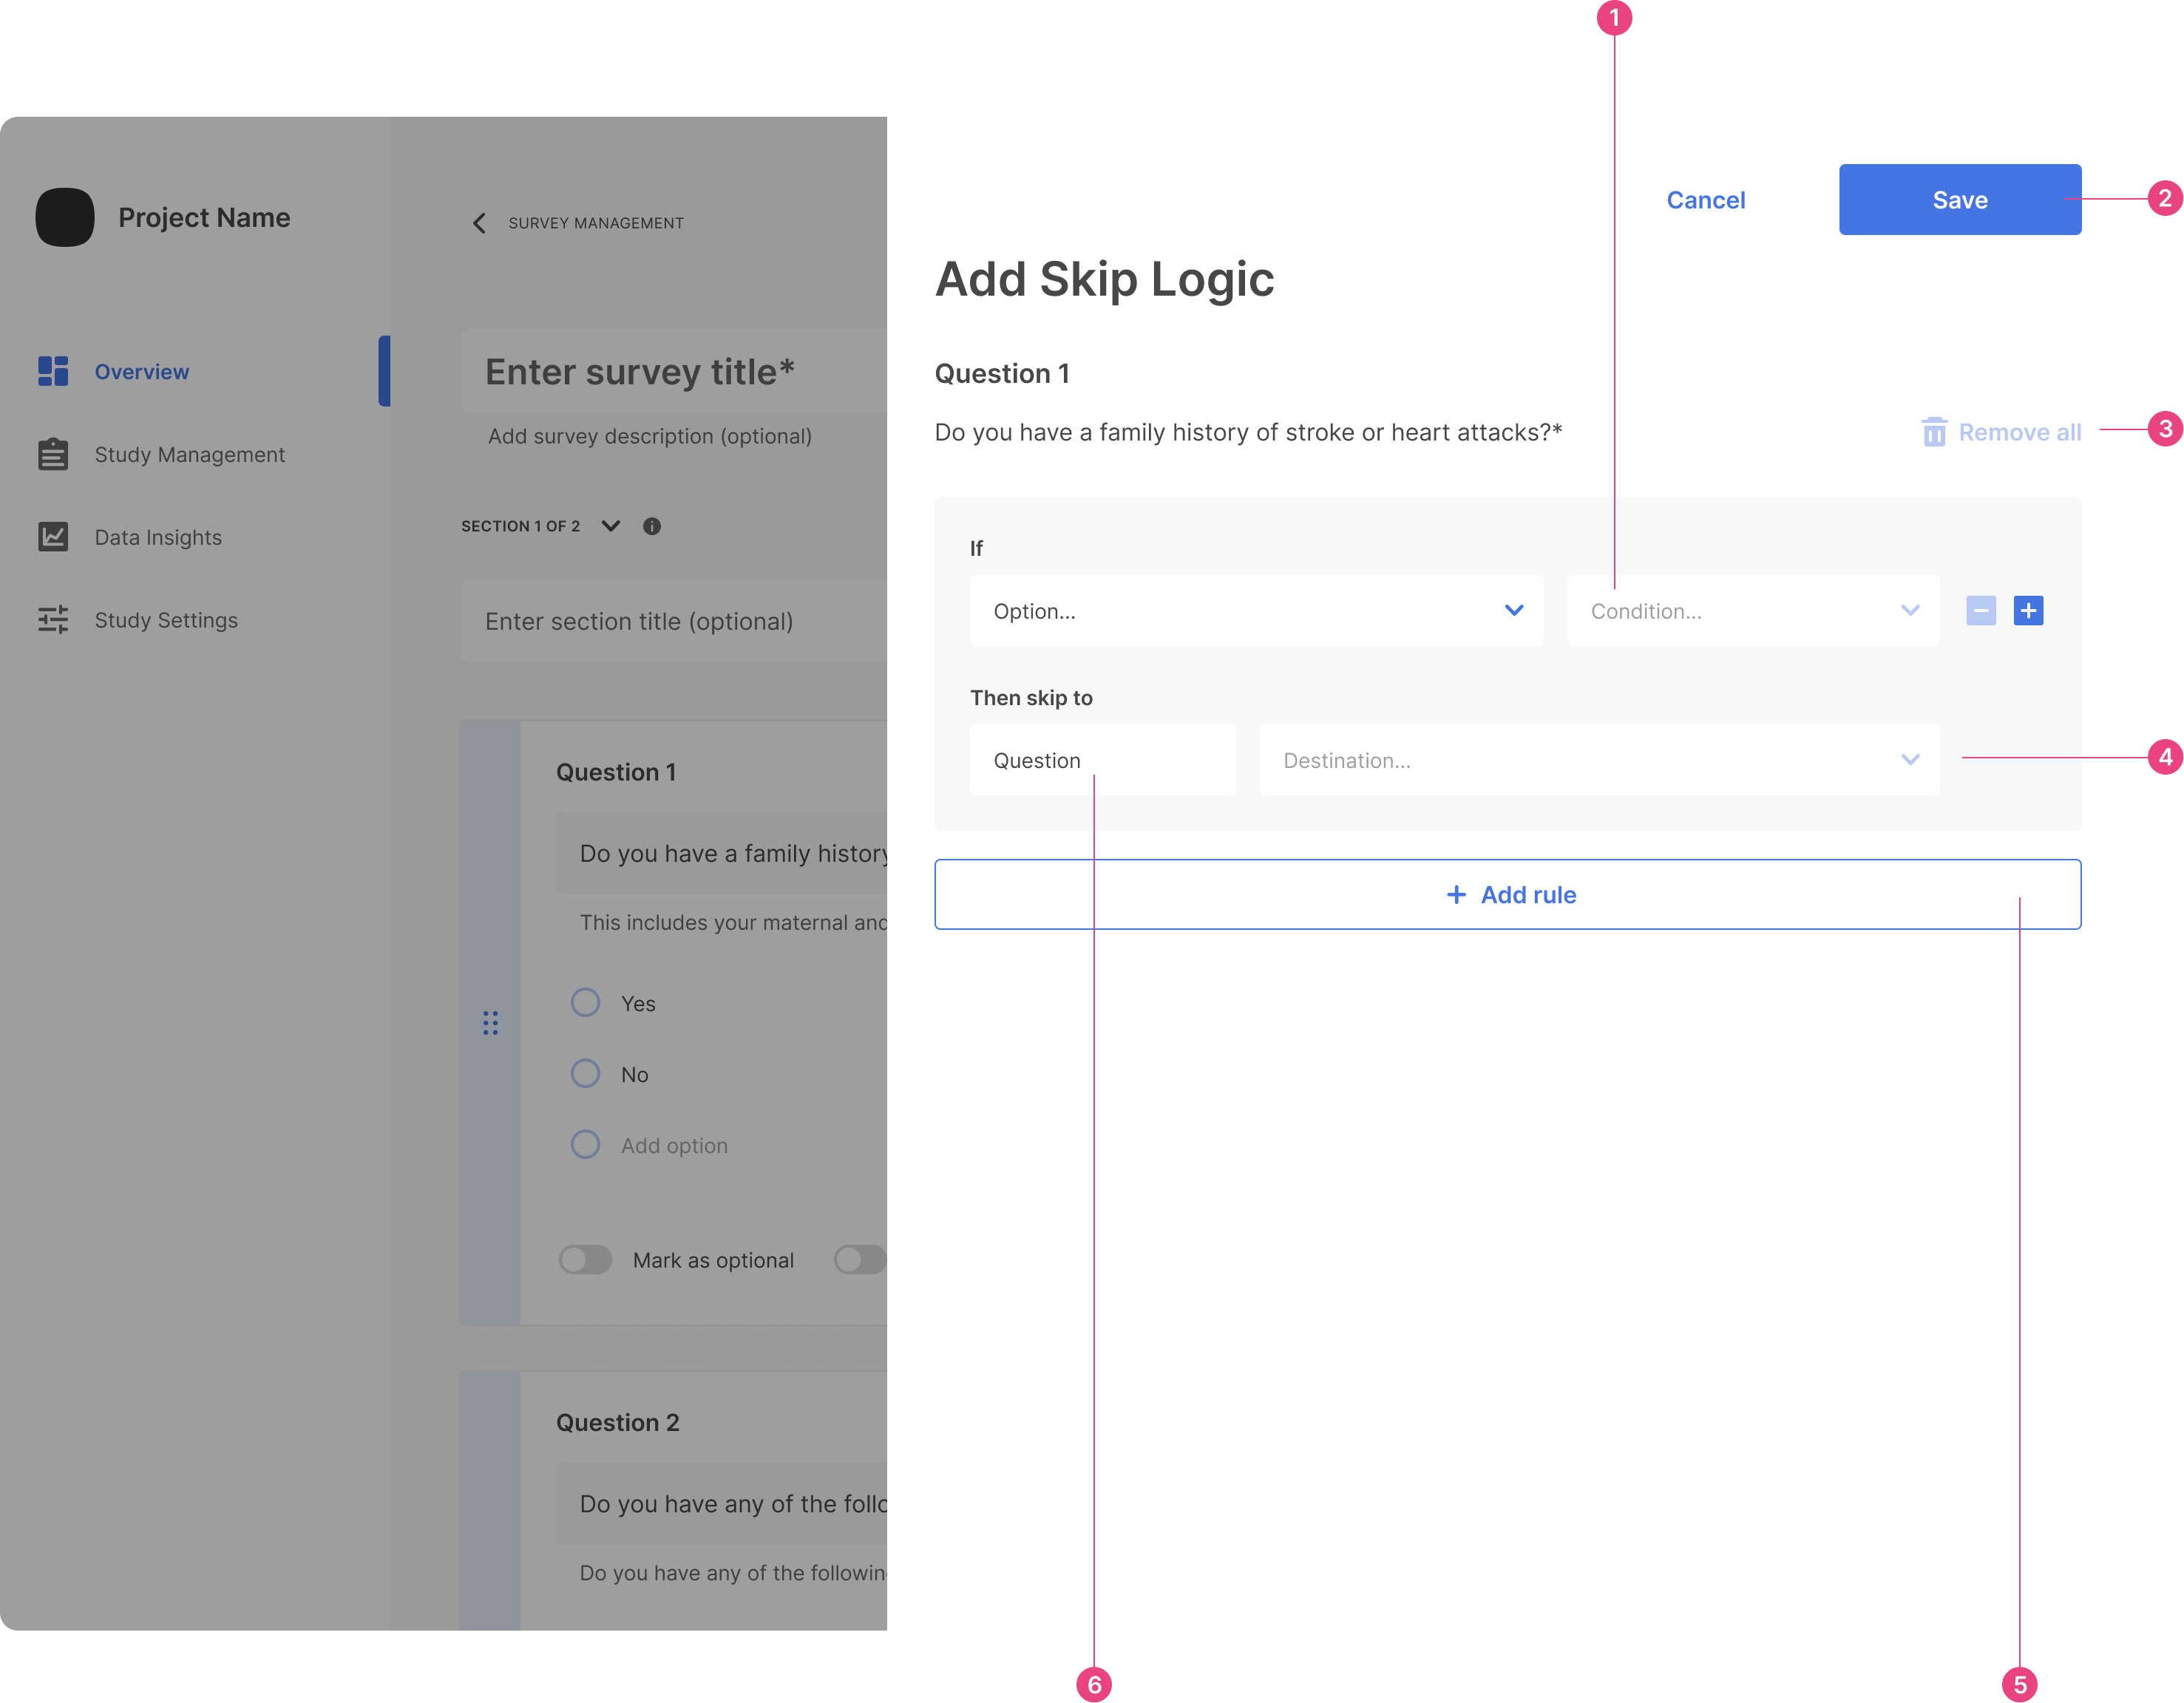 1
Project Name
Overview
Study Management
Data Insights
Study Settings
SURVEY MANAGEMENT
Enter survey title*
Add survey description (optional)
SECTION 1 OF 2
Enter section title (optional)
Question 1
Do you have a family history
This includes your maternal and
Yes
No
Add option
Mark as optional
Question 2
Do you have any of the follo
Do you have any of the followin
Cancel
Save
2
Add Skip Logic
Question 1
Do you have a family history of stroke or heart attacks?*
Remove all
3
If
Option...
Condition...
Then skip to
Question
Destination...
4
+ Add rule
6
5